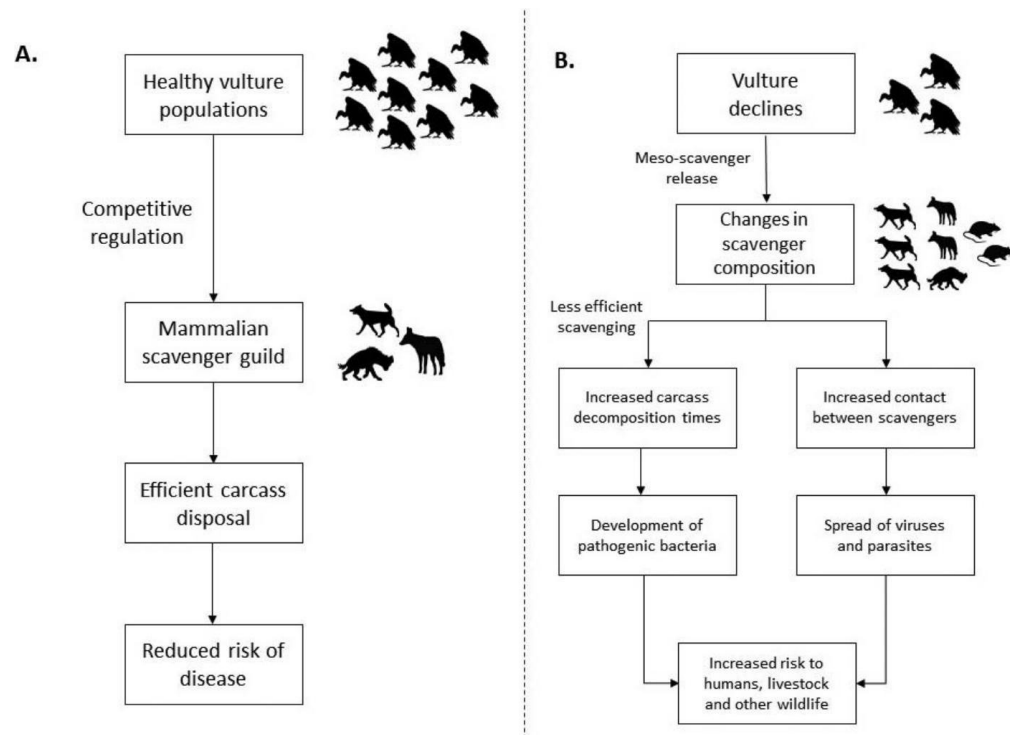 A.
Healthy vulture
populations
Competitive
regulation
Mammalian
scavenger guild
Efficient carcass
disposal
Reduced risk of
disease
B.
Vulture
declines
Meso-scavenger
release
Changes in
scavenger
composition
Less efficient
scavenging
Increased carcass
decomposition times
Increased contact
between scavengers
Development of
pathogenic bacteria
Spread of viruses
and parasites
Increased risk to
humans, livestock
and other wildlife